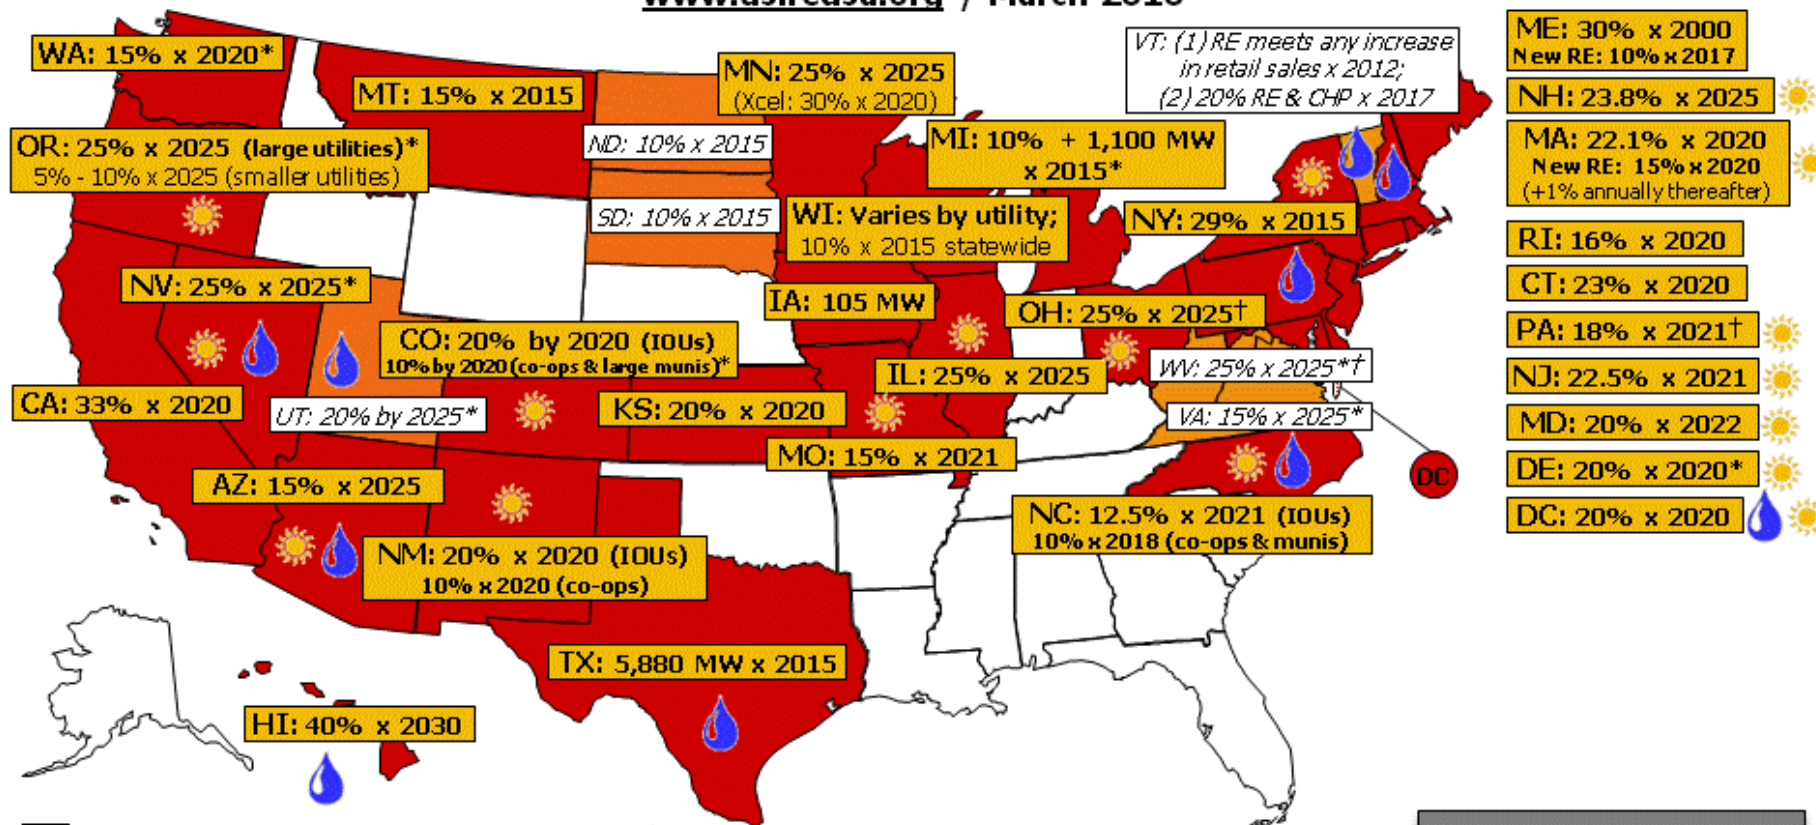 www.dsireusa.org / March 2010
WA: 15% x 2020*
MT: 15% x 2015
MN: 25% x 2025
(Xcel: 30% x 2020)
VT: (1) RE meets any increase
in retail sales x 2012;
(2) 20% RE & CHP x 2017
ME: 30% x 2000
New RE: 10% x 2017
NH: 23.8% x 2025
OR: 25% x 2025 (large utilities)*
5% - 10% x 2025 (smaller utilities)
ND: 10% x 2015
MI: 10% + 1,100 MW
x 2015*
MA: 22.1% x 2020
New RE: 15% x 2020
(+1% annually thereafter)
SD: 10% x 2015
WI: Varies by utility;
10% x 2015 statewide
NY: 29% x 2015
RI: 16% x 2020
NV: 25% x 2025*
IA: 105 MW
OH: 25% x 2025†
CT: 23% x 2020
CO: 20% by 2020 (IOUs)
10% by 2020 (co-ops & large munis)*
PA: 18% x 2021†
IL: 25% x 2025
WV: 25% x 2025*†
NJ: 22.5% x 2021
CA: 33% x 2020
UT: 20% by 2025*
KS: 20% x 2020
VA: 15% x 2025*
MD: 20% x 2022
MO: 15% x 2021
AZ: 15% x 2025
DC
DE: 20% x 2020*
NC: 12.5% x 2021 (IOUs)
10% x 2018 (co-ops & munis)
DC: 20% x 2020
NM: 20% x 2020 (IOUs)
10% x 2020 (co-ops)
TX: 5,880 MW x 2015
HI: 40% x 2030